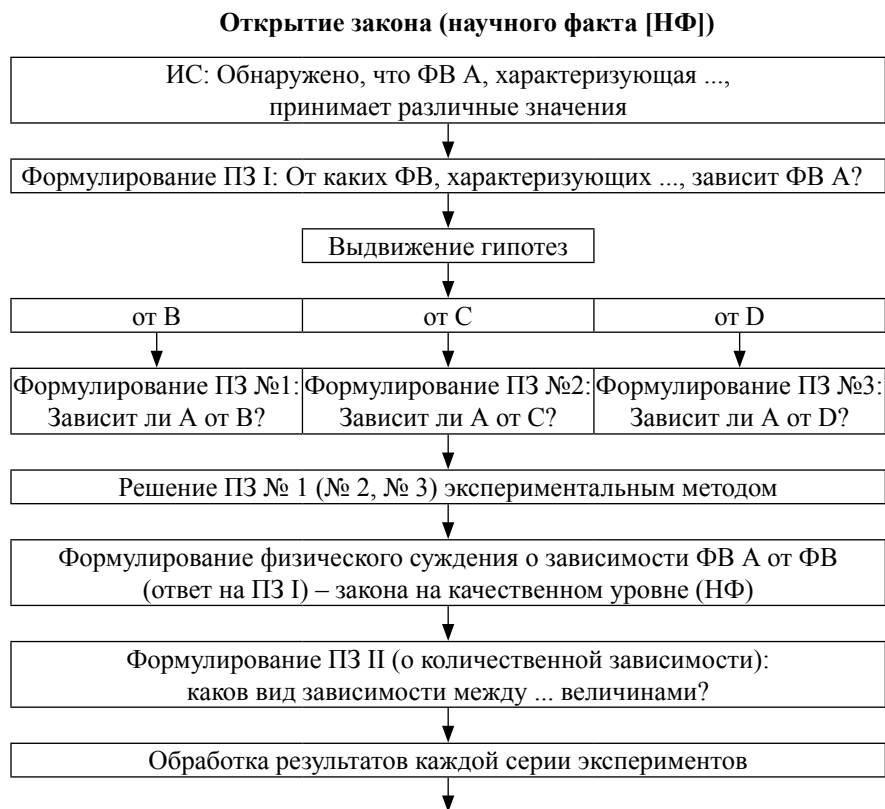 Открытие закона (научного факта [НФ])
ИС: Обнаружено, что ФВ А, характеризующая ...,
принимает различные значения
Формулирование ПЗ I: От каких ФВ, характеризующих ..., зависит ФВ А?
Выдвижение гипотез
от В
от С
от D
Формулирование ПЗ №1:
Зависит ли А от В?
Формулирование ПЗ №2:
Зависит ли А от С?
Формулирование ПЗ №3:
Зависит ли А от D?
Решение ПЗ № 1 (№ 2, № 3) экспериментальным методом
Формулирование физического суждения о зависимости ФВ А от ФВ
(ответ на ПЗ I) – закона на качественном уровне (НФ)
Формулирование ПЗ II (о количественной зависимости):
каков вид зависимости между ... величинами?
Обработка результатов каждой серии экспериментов